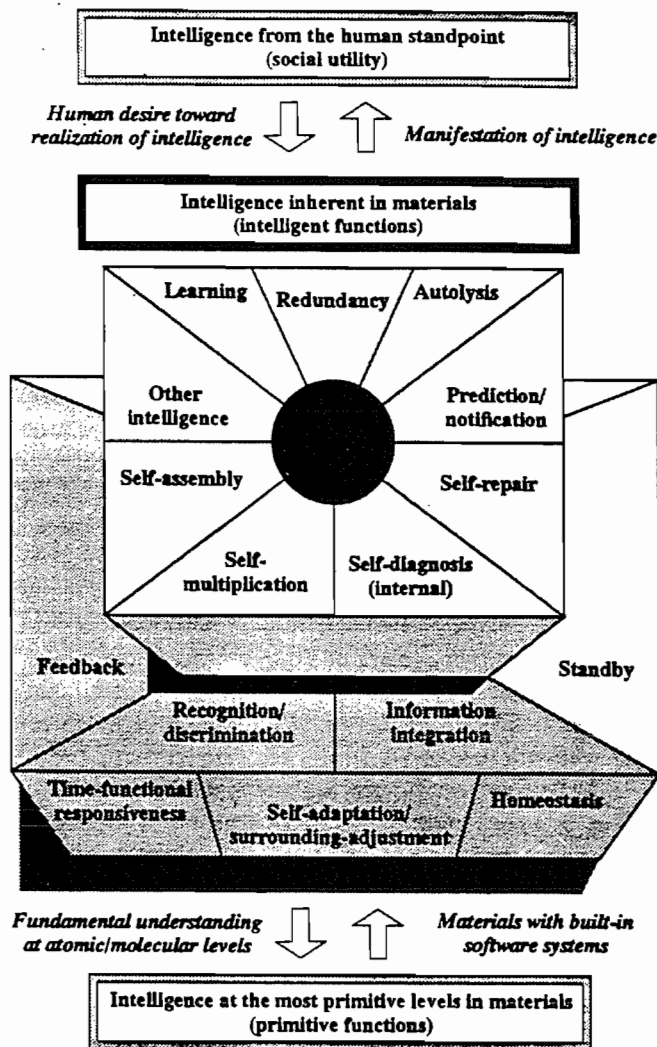 Intelligence from the human standpoint
(social utility)
Human desire toward
realization of intelligence
Manifestation of intelligence
Intelligence inherent in materials
(intelligent functions)
Learning
Redundancy
Autolysis
Other
intelligence
Prediction/
notification
Self-assembly
Self-repair
Self-
multiplication
Self-diagnosis
(internal)
Feedback
Standby
Recognition/
discrimination
Information
integration
Time-functional
responsiveness
Self-adaptation/
surrounding-adjustment
Homeostasis
Fundamental understanding
at atomic/molecular levels
Materials with built-in
software systems
Intelligence at the most primitive levels in materials
(primitive functions)